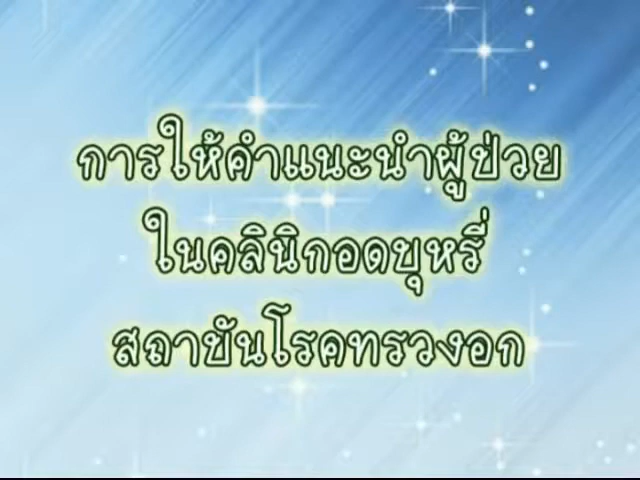 การให้คำแนะนำผู้ป่วย
ในคลินิกอดบุหรี่
สถาบันโรคทรวงอก